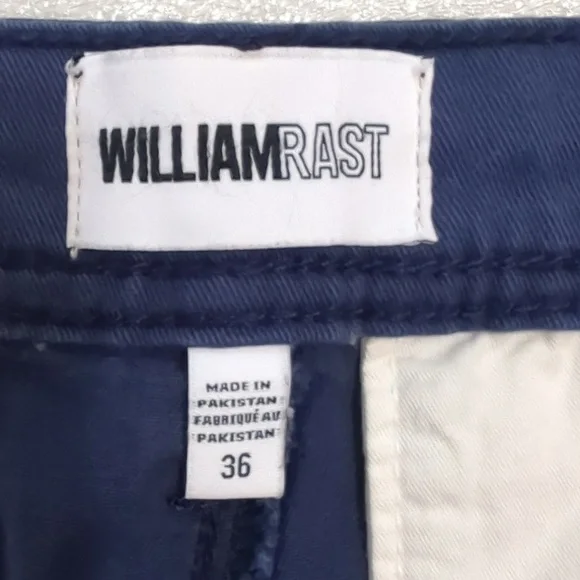 WILLIAMRAST
MADE IN
PAKISTAN
FABRIQUÉ AU
PAKISTAN
36